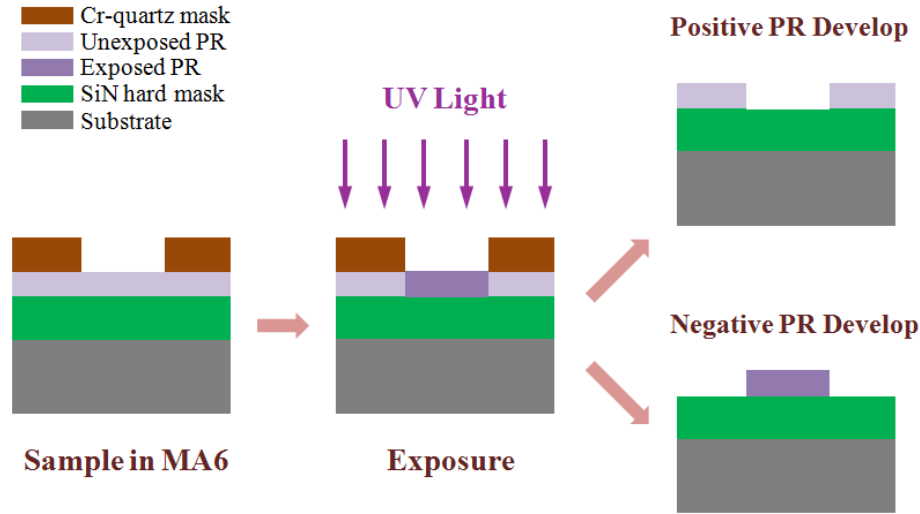 Cr-quartz mask
Unexposed PR
Exposed PR
SiN hard mask
Substrate
UV Light
Positive PR Develop
Negative PR Develop
Sample in MA6
Exposure